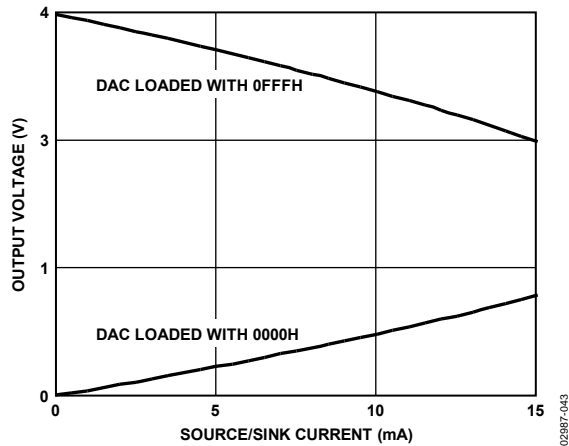 4
DAC LOADED WITH 0FFFH
3
OUTPUT VOLTAGE (V)
1
DAC LOADED WITH 0000H
0
0 5 10 15
SOURCE/SINK CURRENT (mA)
02987-043